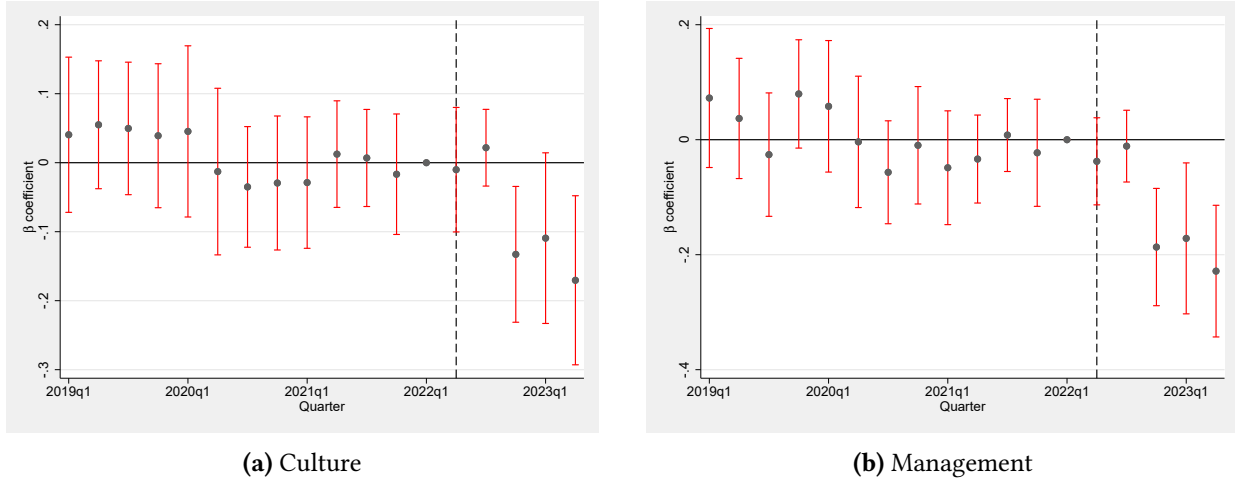 .2
.1
0
-.1
-.2
-.3
β coefficient
2019q1 2020q1 2021q1 2022q1 2023q1
Quarter
(a) Culture
.2
0
-.2
-.4
β coefficient
2019q1 2020q1 2021q1 2022q1 2023q1
Quarter
(b) Management